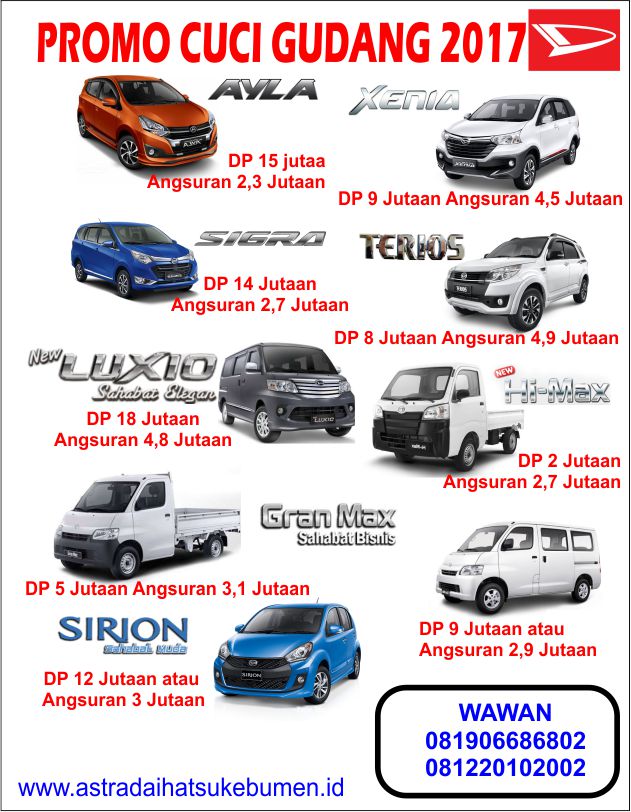 PROMO CUCI GUDANG 2017
AYLA
DP 15 jutaa
Angsuran 2,3 Jutaan
XENIA
DP 9 Jutaan Angsuran 4,5 Jutaan
SIGRA
DP 14 Jutaan
Angsuran 2,7 Jutaan
TERIOS
TERIOS
DP 8 Jutaan Angsuran 4,9 Jutaan
New LUXIO
Sahabat Elegan
LUXIO
DP 18 Jutaan
Angsuran 4,8 Jutaan
NEW
Hi-Max
DP 2 Jutaan
Angsuran 2,7 Jutaan
Gran Max
Sahabat Bisnis
DP 5 Jutaan Angsuran 3,1 Jutaan
DP 9 Jutaan atau
Angsuran 2,9 Jutaan
SIRION
Sahabat Muda
SIRION
DP 12 Jutaan atau
Angsuran 3 Jutaan
WAWAN
081906686802
081220102002
www.astradaihatsukebumen.id